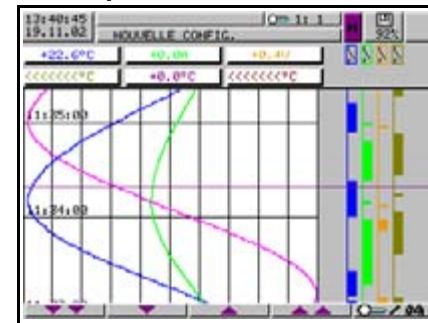 13:40:45 1: 1
19.11.02 NOUVELLE CONFIG. 92%
+22.6°C +0.0A +0.4V
<<<<<<<°C +0.0°C <<<<<<<°C
11:35:00
11:34:00